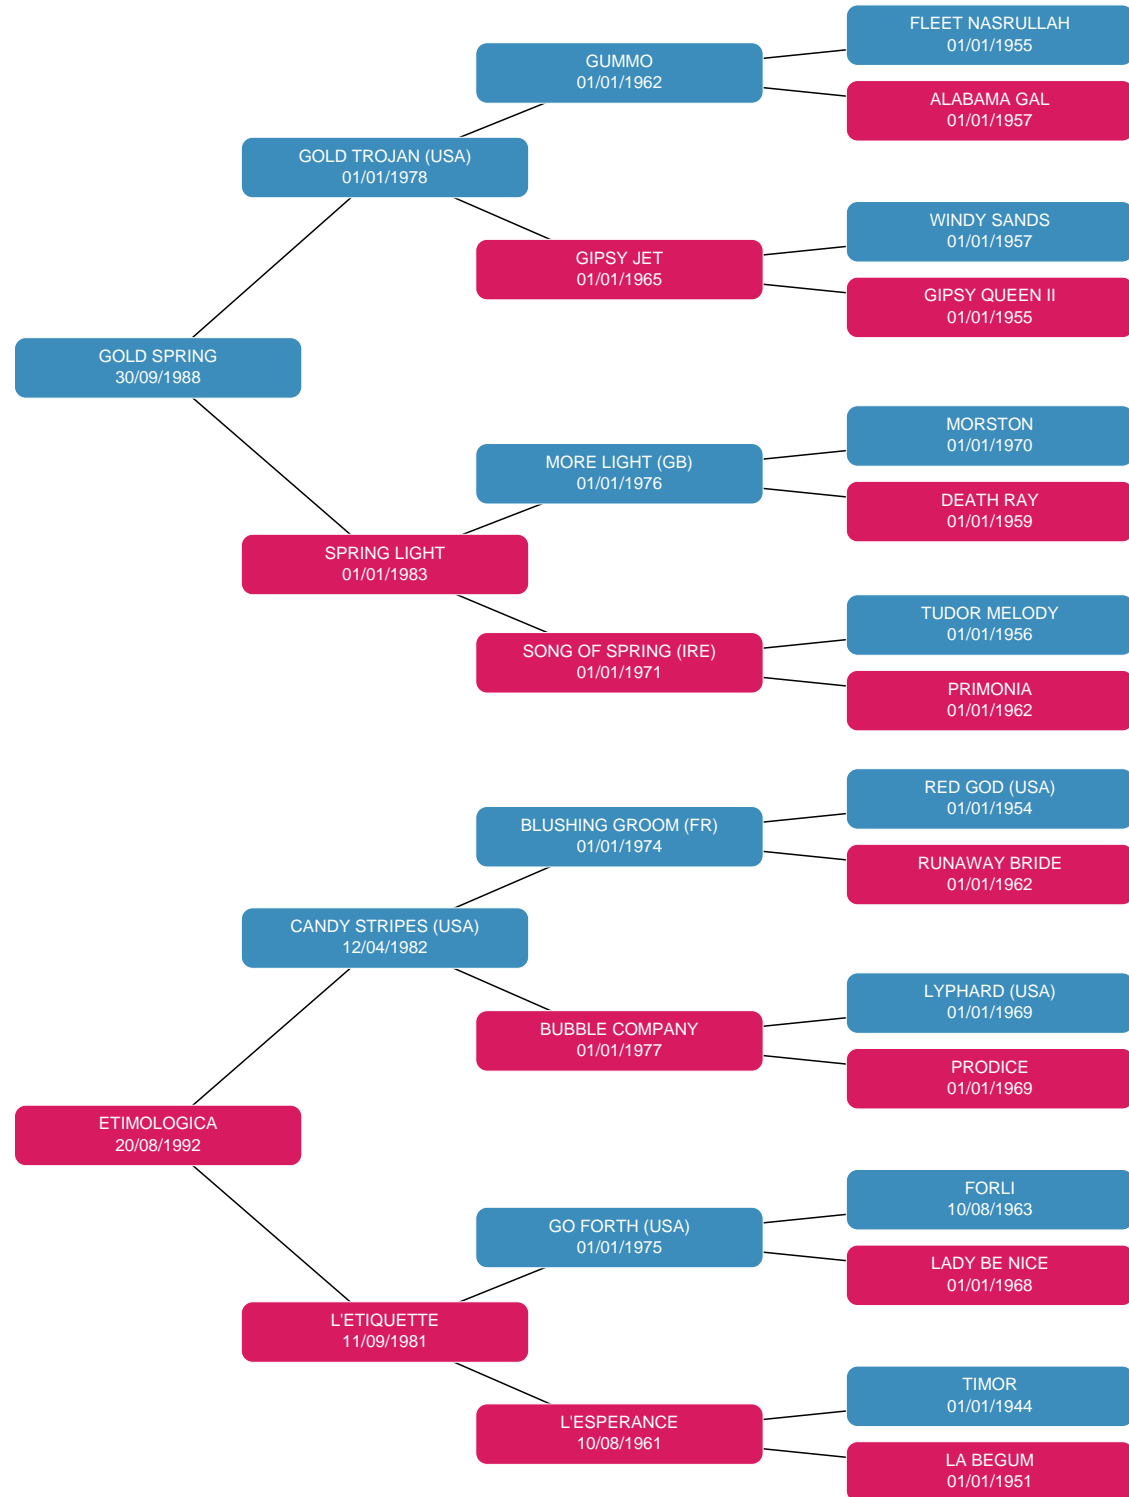 FLEET NASRULLAH
01/01/1955
GUMMO
01/01/1962
ALABAMA GAL
01/01/1957
GOLD TROJAN (USA)
01/01/1978
WINDY SANDS
01/01/1957
GIPSY JET
01/01/1965
GIPSY QUEEN II
01/01/1955
GOLD SPRING
30/09/1988
MORSTON
01/01/1970
MORE LIGHT (GB)
01/01/1976
DEATH RAY
01/01/1959
SPRING LIGHT
01/01/1983
TUDOR MELODY
01/01/1956
SONG OF SPRING (IRE)
01/01/1971
PRIMONIA
01/01/1962
RED GOD (USA)
01/01/1954
BLUSHING GROOM (FR)
01/01/1974
RUNAWAY BRIDE
01/01/1962
CANDY STRIPES (USA)
12/04/1982
LYPHARD (USA)
01/01/1969
BUBBLE COMPANY
01/01/1977
PRODICE
01/01/1969
ETIMOLOGICA
20/08/1992
FORLI
10/08/1963
GO FORTH (USA)
01/01/1975
LADY BE NICE
01/01/1968
L'ETIQUETTE
11/09/1981
TIMOR
01/01/1944
L'ESPERANCE
10/08/1961
LA BEGUM
01/01/1951